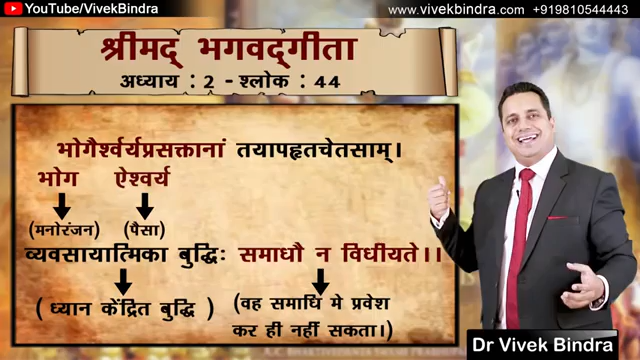 YouTube/VivekBindra
www.vivekbindra.com +919810544443
श्रीमद् भगवद्गीता
अध्याय : 2 - श्लोक : 44
भोगैश्वर्यप्रसक्तानां तयापहृतचेतसाम्।
भोग ऐश्वर्य
(मनोरंजन) (पैसा)
व्यवसायात्मिका बुद्धिः समाधौ न विधीयते।।
( ध्यान केंद्रित बुद्धि ) (वह समाधि मे प्रवेश
कर ही नहीं सकता।)
Dr Vivek Bindra